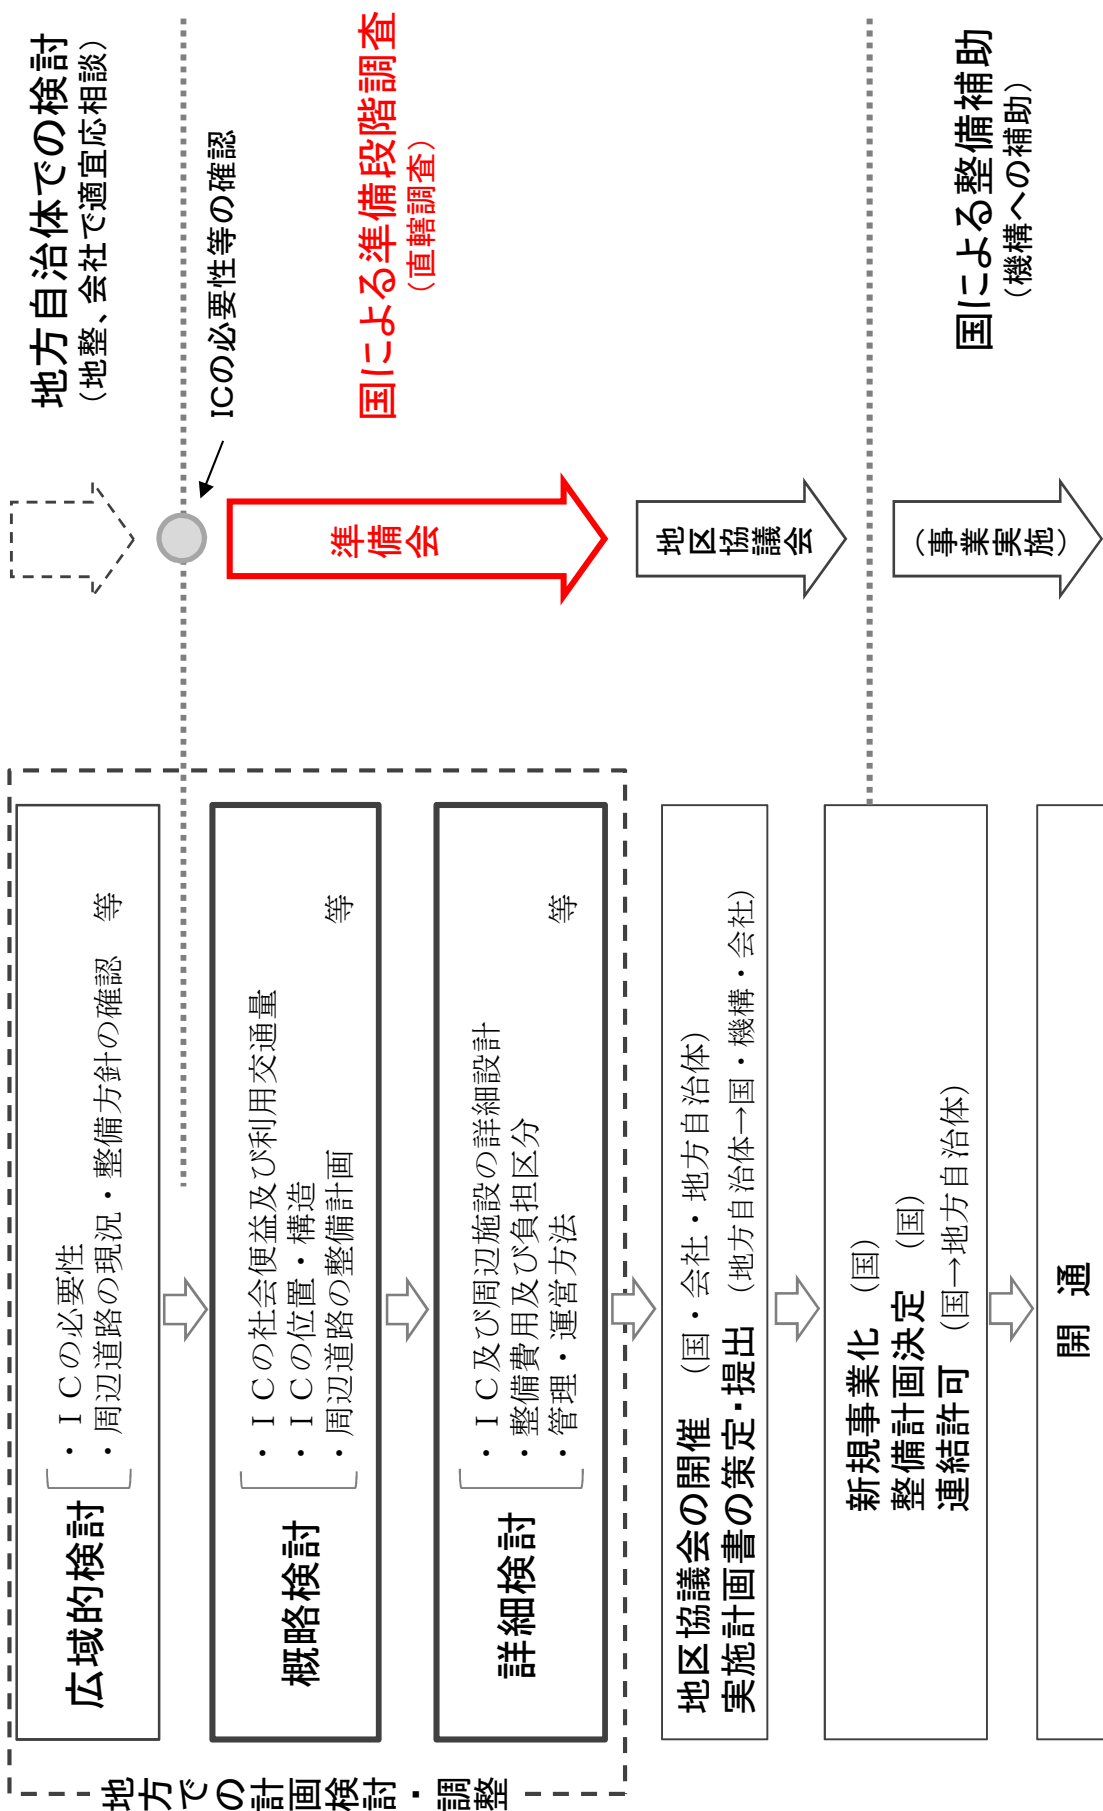 地方での計画検討・調整
広域的検討
・ＩＣの必要性
・周辺道路の現況・整備方針の確認　等
概略検討
・ＩＣの社会便益及び利用交通量
・ＩＣの位置・構造
・周辺道路の整備計画　等
詳細検討
・ＩＣ及び周辺施設の詳細設計
・整備費用及び負担区分
・管理・運営方法　等
地区協議会の開催　（国・会社・地方自治体）
実施計画書の策定・提出　（地方自治体→国・機構・会社）
新規事業化　（国）
整備計画決定　（国）
連結許可　（国→地方自治体）
開　通
地方自治体での検討
（地整、会社で適宜応相談）
ICの必要性等の確認
準備会
国による準備段階調査
（直轄調査）
地区協議会
（事業実施）
国による整備補助
（機構への補助）